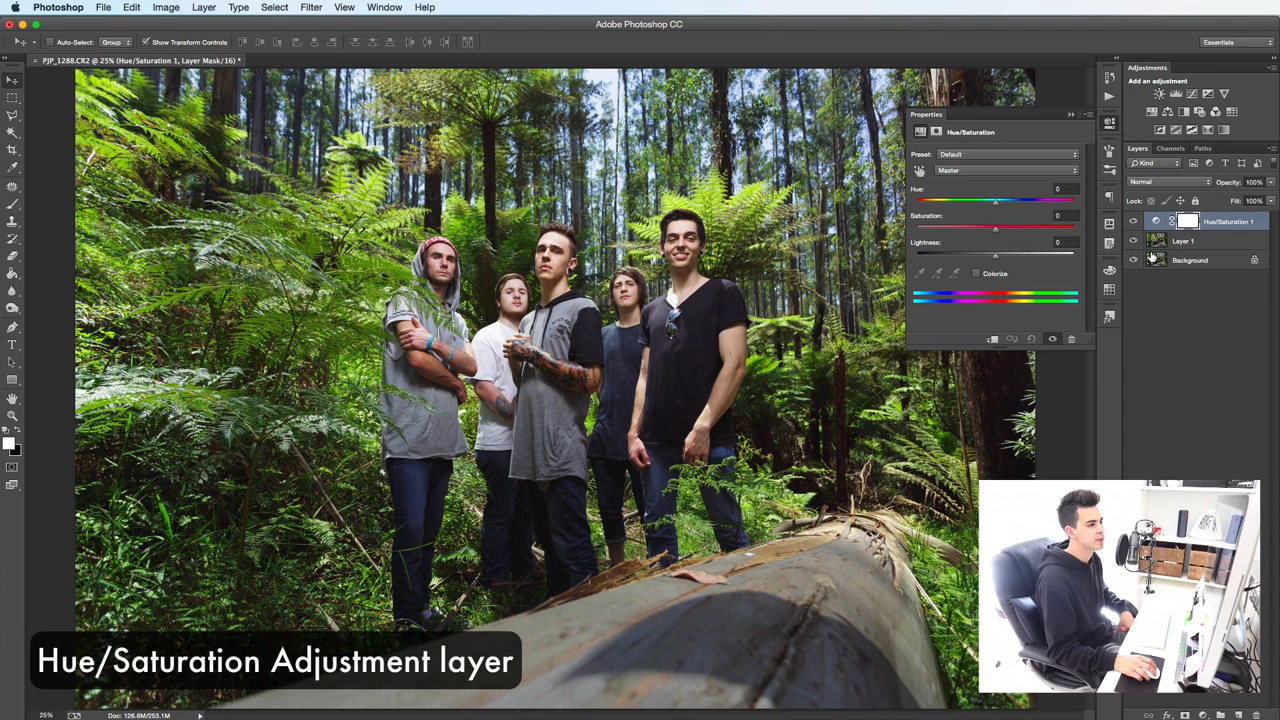 Photoshop File Edit Image Layer Type Select Filter View Window Help
Adobe Photoshop CC
Auto-Select: Group Show Transform Controls Essentials
PJP_1288.CR2 @ 25% (Hue/Saturation 1, Layer Mask/16) *
Adjustments
Add an adjustment
Properties
Hue/Saturation
Preset: Default
Master
Hue: 0
Saturation: 0
Lightness: 0
Colorize
Layers Channels Paths
Kind
Normal Opacity: 100%
Lock: Fill: 100%
Hue/Saturation 1
Layer 1
Background
Hue/Saturation Adjustment layer
25% Doc: 126.6M/253.1M